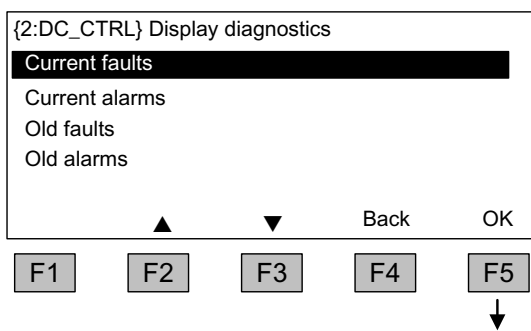 {2:DC_CTRL} Display diagnostics
Current faults
Current alarms
Old faults
Old alarms
Back OK
F1 F2 F3 F4 F5